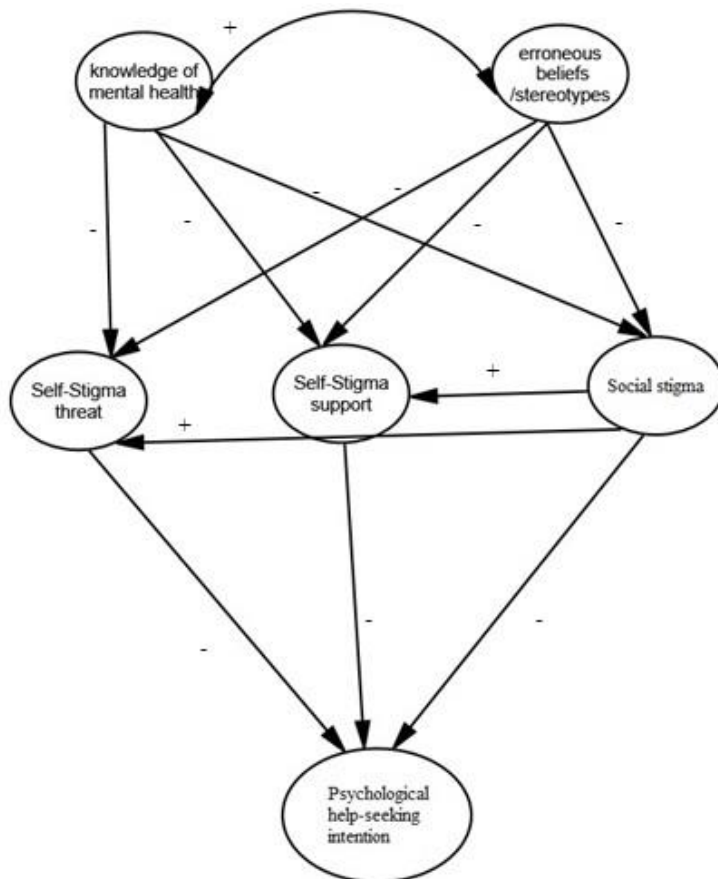 +
knowledge of
mental health
erroneous
beliefs
/stereotypes
-
-
-
-
-
-
Self-Stigma
threat
Self-Stigma
support
Social stigma
+
+
-
-
-
Psychological
help-seeking
intention